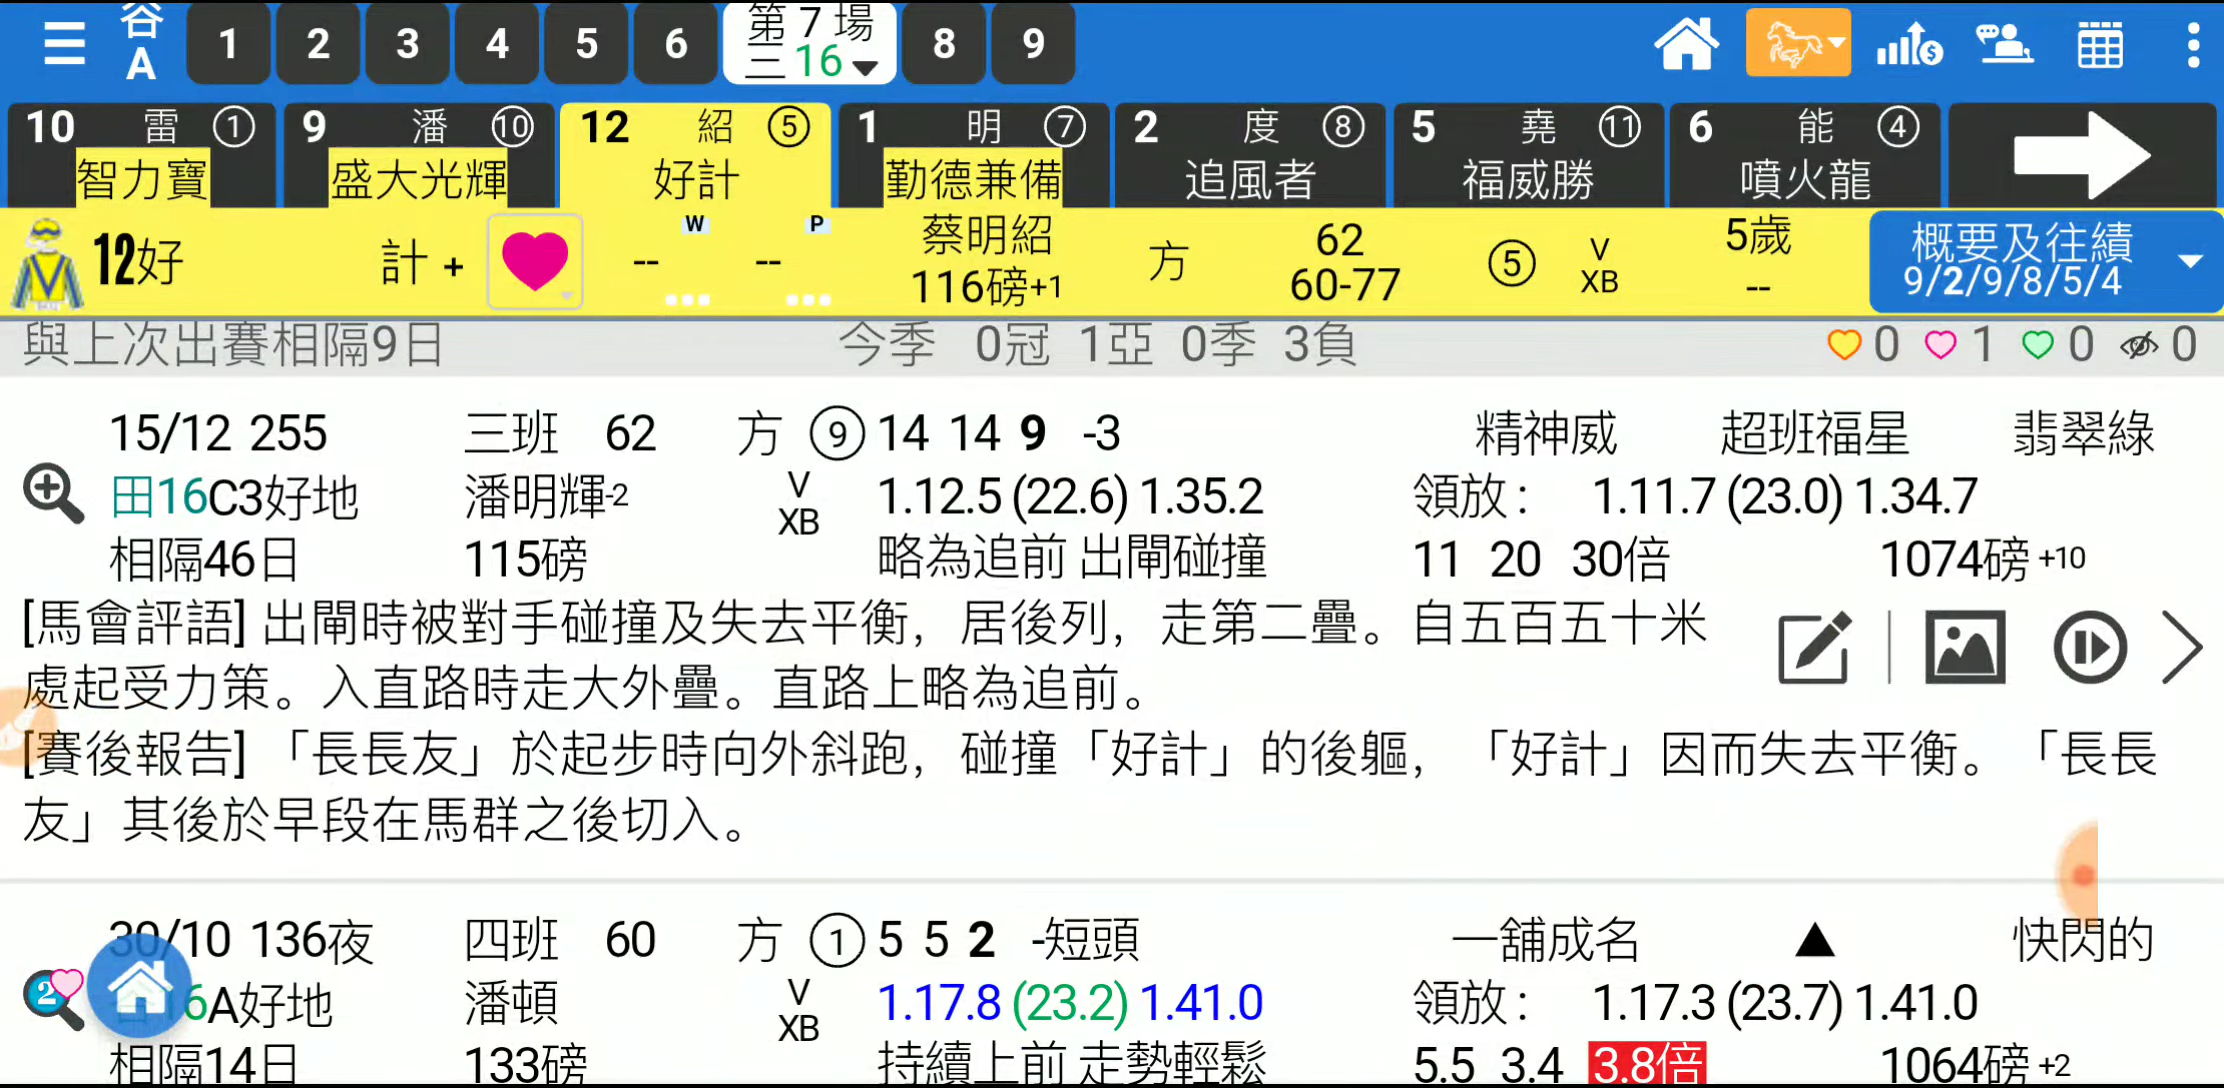 谷 A 1 2 3 4 5 6 第 7 場 三 16 8 9
10 雷 ① 9 潘 ⑩ 12 紹 ⑤ 1 明 ⑦ 2 度 ⑧ 5 堯 ⑪ 6 能 ④
智力寶 盛大光輝 好計 勤德兼備 追風者 福威勝 噴火龍
12好 計 + W -- P -- 蔡明紹 116磅+1 方 62 60-77 ⑤ V XB 5歲 -- 概要及往績 9/2/9/8/5/4
與上次出賽相隔9日 今季 0冠 1亞 0季 3負 0 1 0 0
15/12 255 三班 62 方 ⑨ 14 14 9 -3 精神威 超班福星 翡翠綠
田16C3好地 潘明輝-2 V XB 1.12.5 (22.6) 1.35.2 領放： 1.11.7 (23.0) 1.34.7
相隔46日 115磅 略為追前 出閘碰撞 11 20 30倍 1074磅 +10
[馬會評語] 出閘時被對手碰撞及失去平衡，居後列，走第二疊。自五百五十米
處起受力策。入直路時走大外疊。直路上略為追前。
[賽後報告] 「長長友」於起步時向外斜跑，碰撞「好計」的後軀，「好計」因而失去平衡。「長長
友」其後於早段在馬群之後切入。
30/10 136夜 四班 60 方 ① 5 5 2 -短頭 一舖成名 ▲ 快閃的
2 6A好地 潘頓 V XB 1.17.8 (23.2) 1.41.0 領放： 1.17.3 (23.7) 1.41.0
相隔14日 133磅 持續上前 走勢輕鬆 5.5 3.4 3.8倍 1064磅 +2